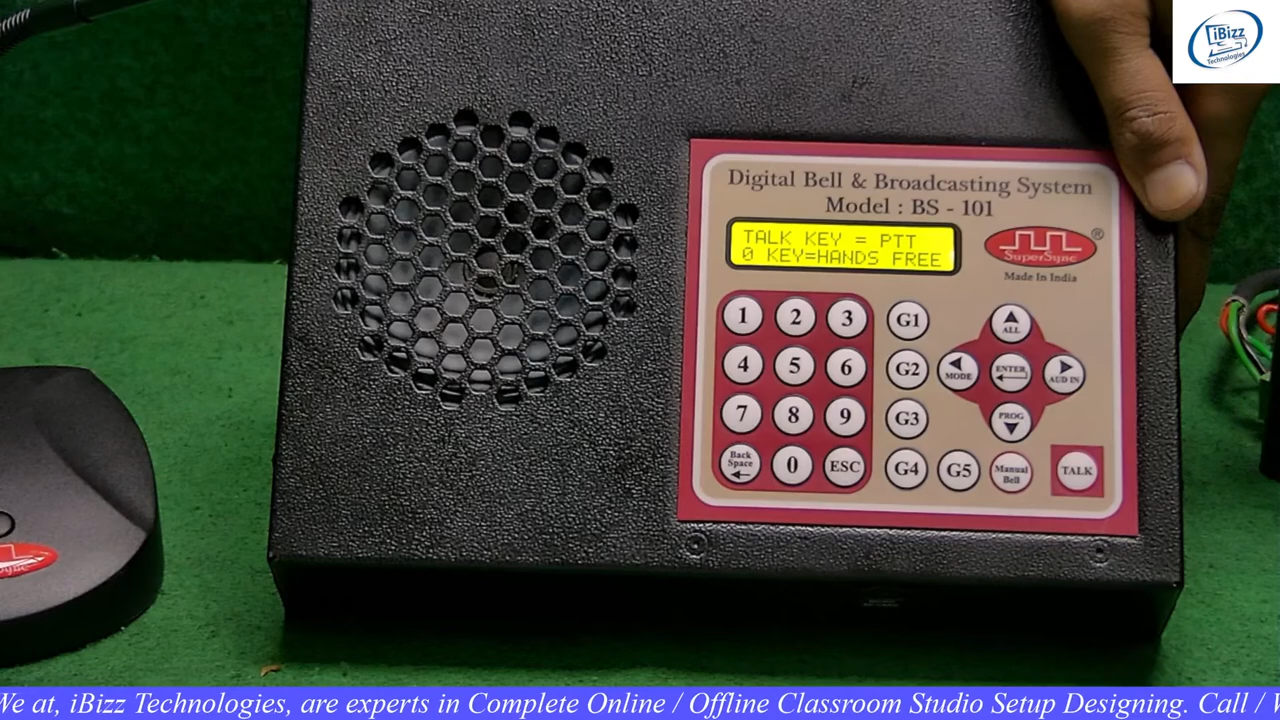 iBizz
Technologies
Digital Bell & Broadcasting System
Model : BS - 101
TALK KEY = PTT
0 KEY=HANDS FREE
SuperSync ®
Made In India
1 2 3 G1 ALL
4 5 6 G2 MODE ENTER AUD IN
7 8 9 G3 PROG
Back Space 0 ESC G4 G5 Manual Bell TALK
We at, iBizz Technologies, are experts in Complete Online / Offline Classroom Studio Setup Designing. Call /